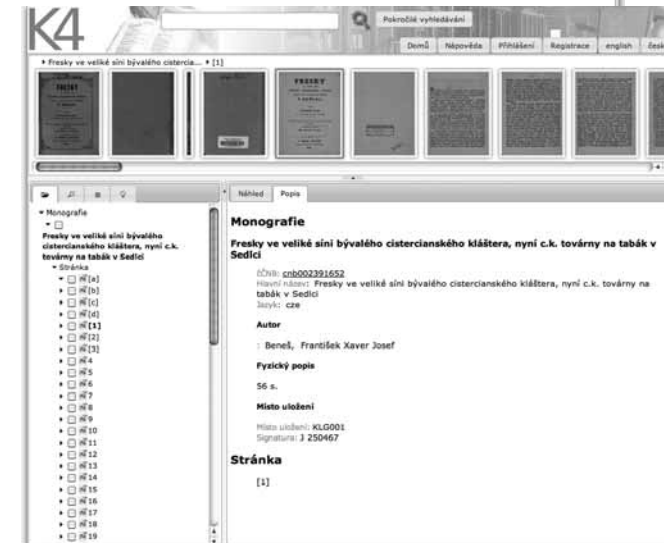 K4
Pokročilé vyhledávání
Domů Nápověda Přihlášení Registrace english česk
Fresky ve veliké síni bývalého cistercia... [1]
FRESKY
Náhled Popis
Monografie
Fresky ve veliké síni bývalého
cisterciánského kláštera, nyní c.k.
továrny na tabák v Sedlci
Stránka
[a]
[b]
[c]
[d]
[1]
[2]
[3]
4
5
6
7
8
9
10
11
12
13
14
15
16
17
18
19
Monografie
Fresky ve veliké síni bývalého cistercianského kláštera, nyní c.k. továrny na tabák v
Sedlci
čČNB: cnb002391652
Hlavní název: Fresky ve veliké síni bývalého cistercianského kláštera, nyní c.k. továrny na
tabák v Sedlci
Jazyk: cze
Autor
: Beneš, František Xaver Josef
Fyzický popis
56 s.
Místo uložení
Místo uložení: KLG001
Signatura: J 250467
Stránka
[1]